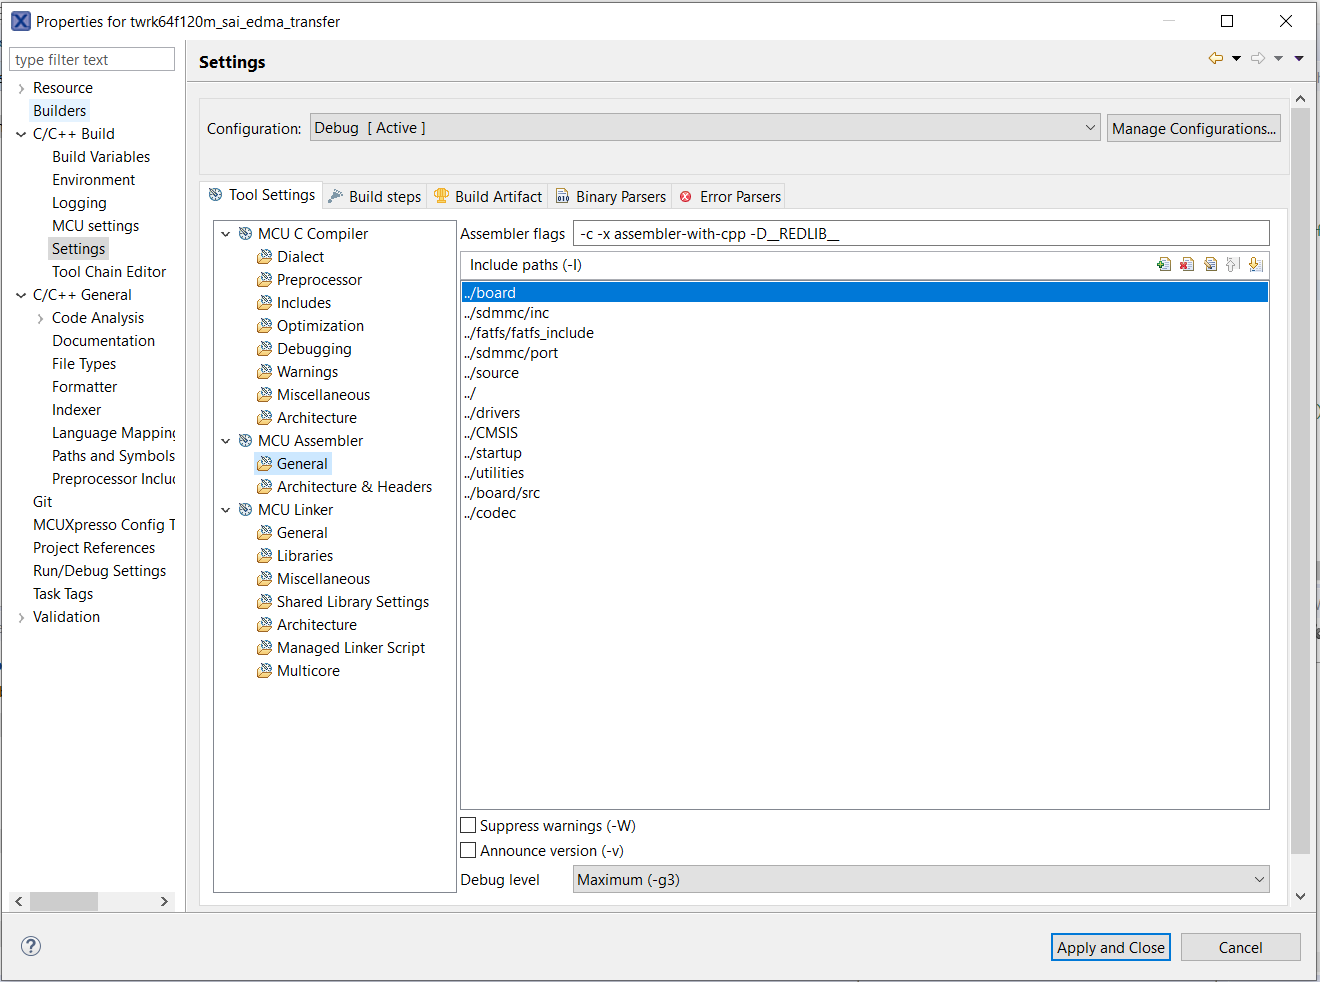 Properties for twrk64f120m_sai_edma_transfer
type filter text
Resource
Builders
C/C++ Build
Build Variables
Environment
Logging
MCU settings
Settings
Tool Chain Editor
C/C++ General
Code Analysis
Documentation
File Types
Formatter
Indexer
Language Mapping
Paths and Symbols
Preprocessor Inclu
Git
MCUXpresso Config T
Project References
Run/Debug Settings
Task Tags
Validation
Settings
Configuration:
Debug [ Active ]
Manage Configurations...
Tool Settings
Build steps
Build Artifact
Binary Parsers
Error Parsers
MCU C Compiler
Dialect
Preprocessor
Includes
Optimization
Debugging
Warnings
Miscellaneous
Architecture
MCU Assembler
General
Architecture & Headers
MCU Linker
General
Libraries
Miscellaneous
Shared Library Settings
Architecture
Managed Linker Script
Multicore
Assembler flags
-c -x assembler-with-cpp -D__REDLIB__
Include paths (-I)
../board
../sdmmc/inc
../fatfs/fatfs_include
../sdmmc/port
../source
../
../drivers
../CMSIS
../startup
../utilities
../board/src
../codec
Suppress warnings (-W)
Announce version (-v)
Debug level
Maximum (-g3)
Apply and Close
Cancel